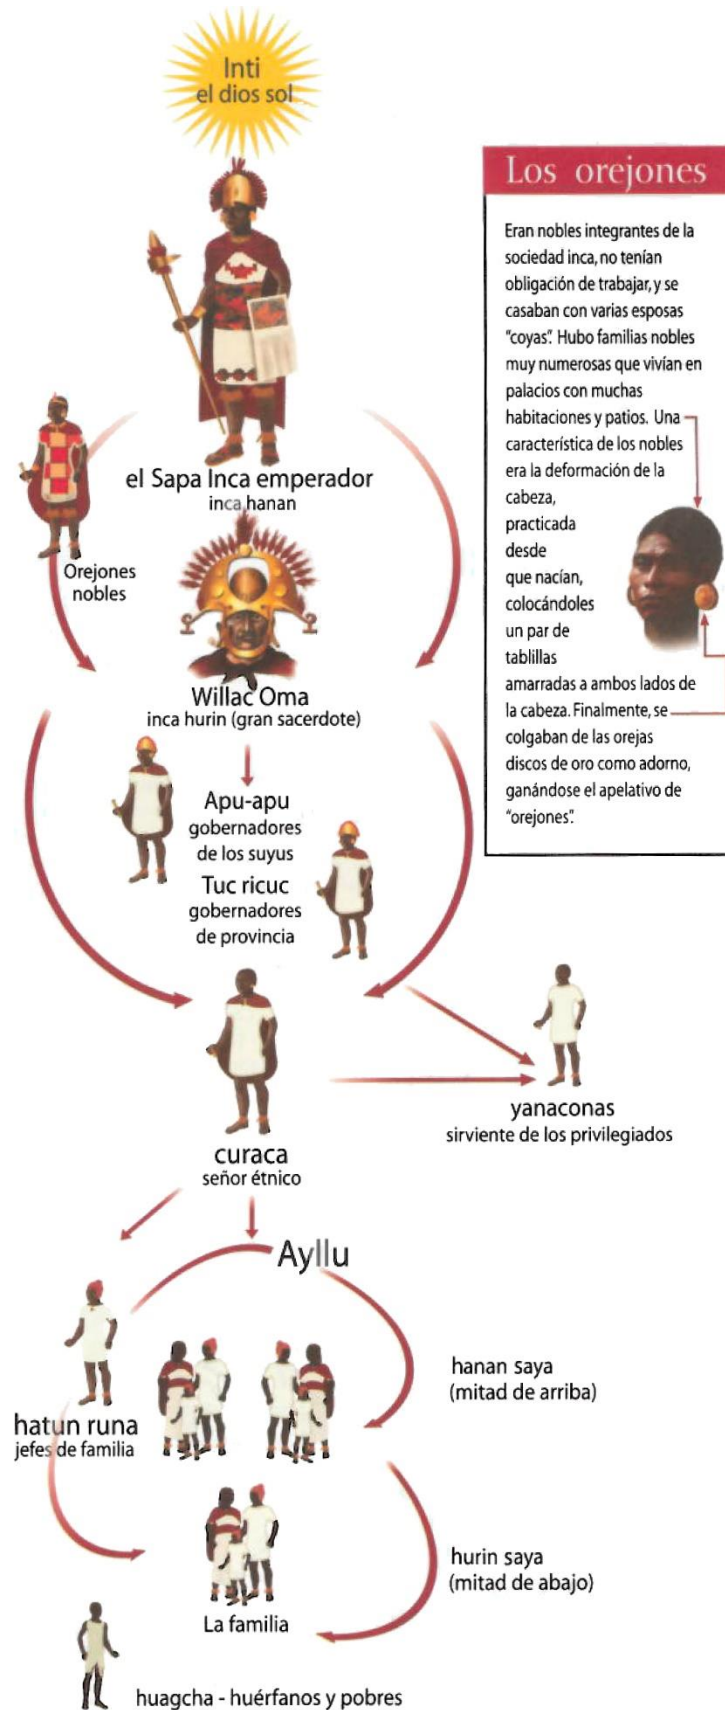 Inti
el dios sol
el Sapa Inca emperador
inca hanan
Orejones
nobles
Willac Oma
inca hurin (gran sacerdote)
Apu-apu
gobernadores
de los suyus
Tuc ricuc
gobernadores
de provincia
curaca
señor étnico
yanaconas
sirviente de los privilegiados
Ayllu
hatun runa
jefes de familia
hanan saya
(mitad de arriba)
hurin saya
(mitad de abajo)
La familia
huagcha - huérfanos y pobres
Los orejones
Eran nobles integrantes de la
sociedad inca, no tenían
obligación de trabajar, y se
casaban con varias esposas
"coyas". Hubo familias nobles
muy numerosas que vivían en
palacios con muchas
habitaciones y patios. Una
característica de los nobles
era la deformación de la
cabeza,
practicada
desde
que nacían,
colocándoles
un par de
tablillas
amarradas a ambos lados de
la cabeza. Finalmente, se
colgaban de las orejas
discos de oro como adorno,
ganándose el apelativo de
"orejones".